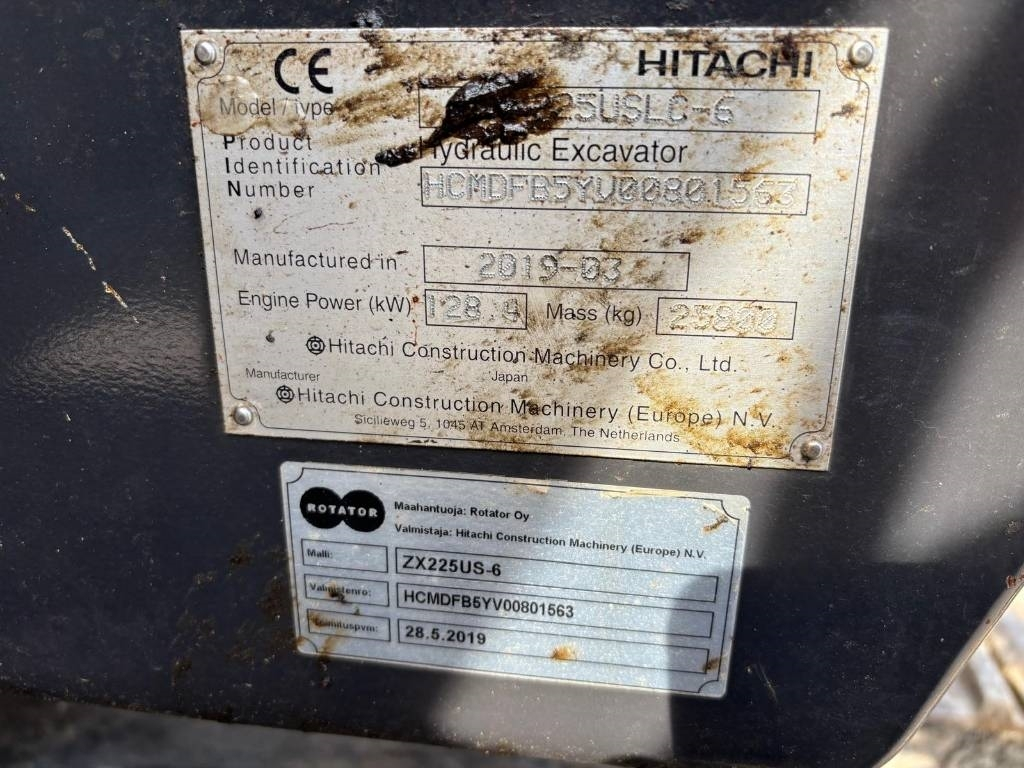 CE HITACHI
Model / type 225USLC-6
Product Hydraulic Excavator
Identification
Number HCMDFB5YV00801563
Manufactured in 2019-03
Engine Power (kW) 128.9 Mass (kg) 25800
Hitachi Construction Machinery Co., Ltd.
Japan
Manufacturer
Hitachi Construction Machinery (Europe) N.V.
Sicilieweg 5, 1045 AT Amsterdam, The Netherlands
ROTATOR
Maahantuoja: Rotator Oy
Valmistaja: Hitachi Construction Machinery (Europe) N.V.
Malli: ZX225US-6
Valmistenro: HCMDFB5YV00801563
Toimituspvm: 28.5.2019